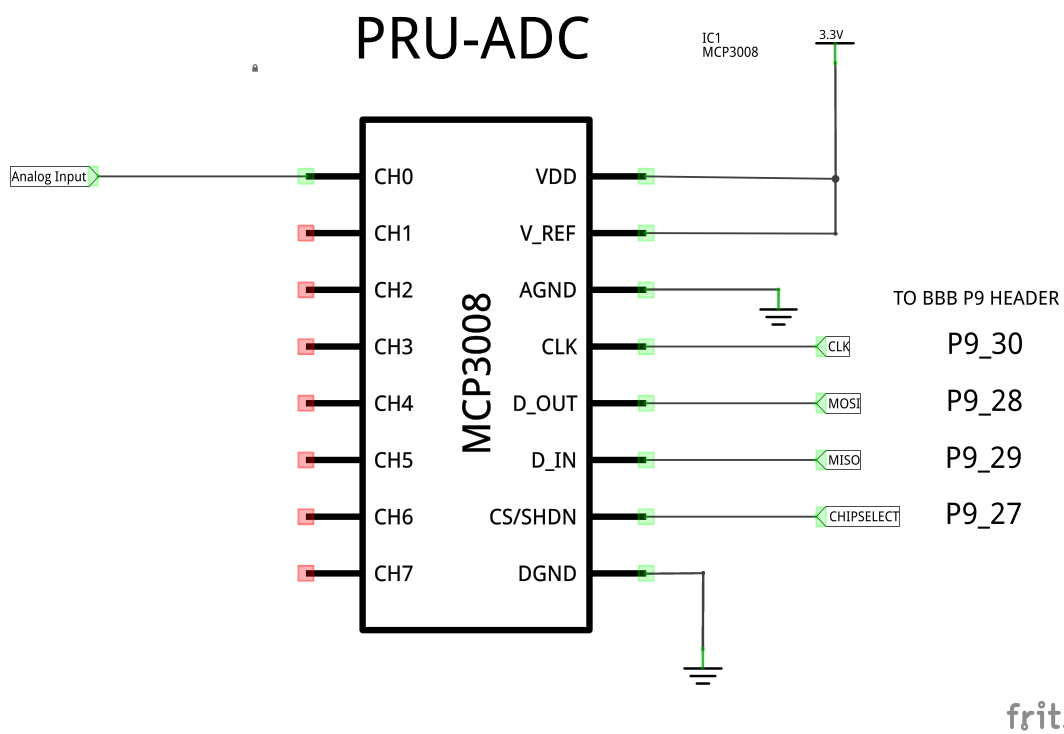 PRU-ADC
IC1
MCP3008
3.3V
Analog Input
CH0
CH1
CH2
CH3
CH4
CH5
CH6
CH7
MCP3008
VDD
V_REF
AGND
CLK
D_OUT
D_IN
CS/SHDN
DGND
CLK
MOSI
MISO
CHIPSELECT
TO BBB P9 HEADER
P9_30
P9_28
P9_29
P9_27
frit